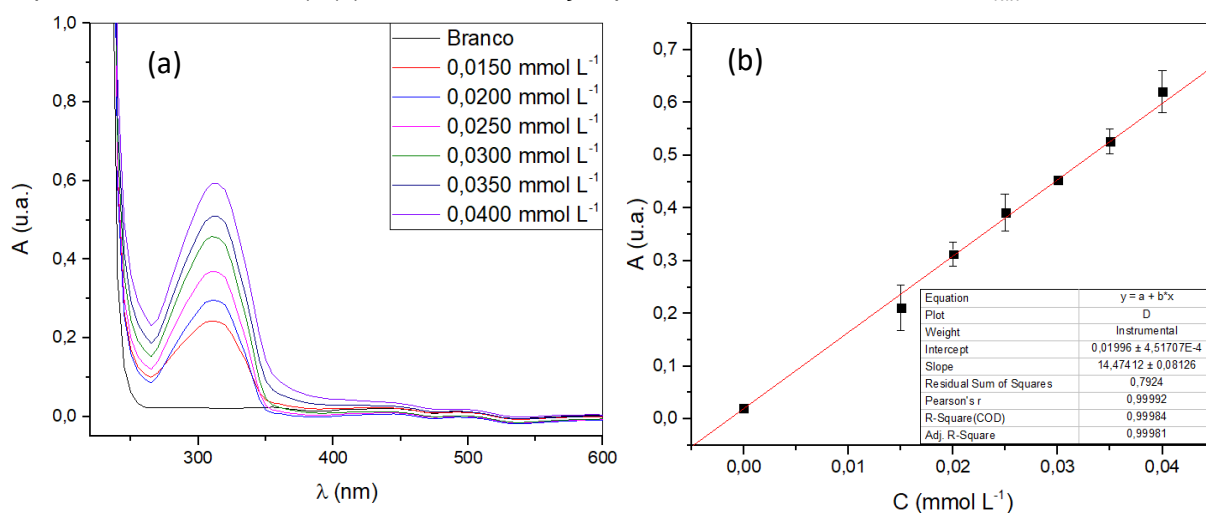 (a)
Branco
0,0150 mmol L⁻¹
0,0200 mmol L⁻¹
0,0250 mmol L⁻¹
0,0300 mmol L⁻¹
0,0350 mmol L⁻¹
0,0400 mmol L⁻¹
1,0
0,8
0,6
0,4
0,2
0,0
A (u.a.)
300 400 500 600
λ (nm)
(b)
0,7
0,6
0,5
0,4
0,3
0,2
0,1
0,0
A (u.a.)
Equation y = a + b*x
Plot D
Weight Instrumental
Intercept 0,01996 ± 4,51707E-4
Slope 14,47412 ± 0,08126
Residual Sum of Squares 0,7924
Pearson's r 0,99992
R-Square(COD) 0,99984
Adj. R-Square 0,99981
0,00 0,01 0,02 0,03 0,04
C (mmol L⁻¹)